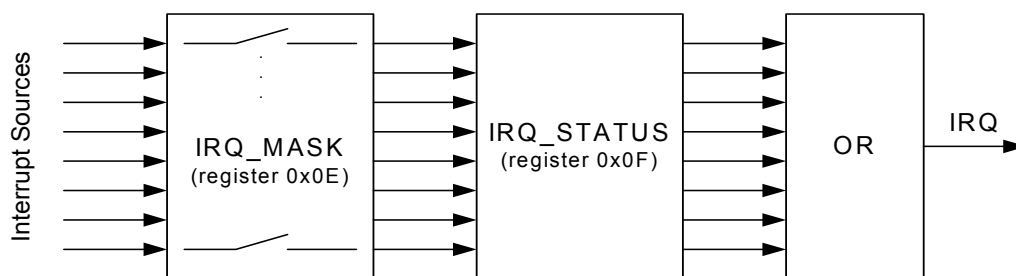 Interrupt Sources
IRQ_MASK
(register 0x0E)
IRQ_STATUS
(register 0x0F)
OR
IRQ